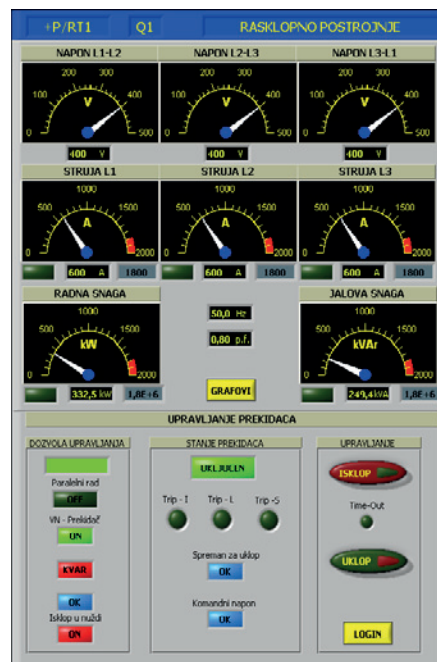 +P/RT1 Q1 RASKLOPNO POSTROJNJE
NAPON L1-L2 NAPON L2-L3 NAPON L3-L1
200 300 200 300 200 300
100 400 100 400 100 400
V V V
0 500 0 500 0 500
400 V 400 V 400 V
STRUJA L1 STRUJA L2 STRUJA L3
1000 1000 1000
500 1500 500 1500 500 1500
A A A
0 2000 0 2000 0 2000
600 A 1800 600 A 1800 600 A 1800
RADNA SNAGA JALOVA SNAGA
1000 50,0 Hz 1000
500 1500 0,80 p.f. 500 1500
kW kVAr
0 2000 GRAFOVI 0 2000
332,5 kW 1,8E+6 249,4kVA 1,8E+6
UPRAVLJANJE PREKIDACA
DOZVOLA UPRAVLJANJA STANJE PREKIDACA UPRAVLJANJE
UKLJUCEN ISKLOP
Paralelni rad
OFF Trip - I Trip - L Trip -S Time-Out
VN - Prekidač
ON
Spreman za uklop UKLOP
KVAR OK
OK Komandni napon
Isklop u nuždi OK
ON LOGIN